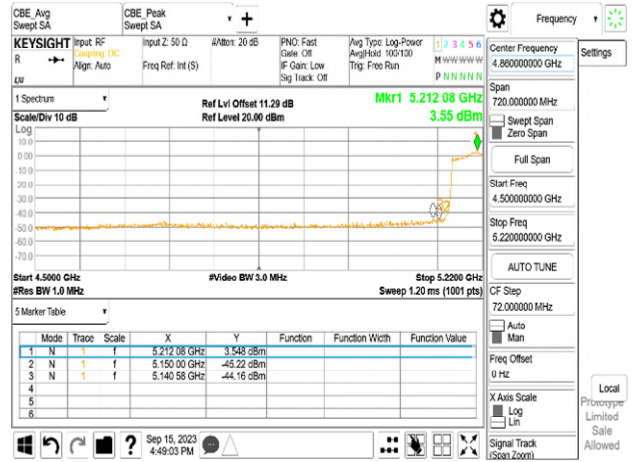 CBE_Avg
Swept SA
CBE_Peak
Swept SA
Frequency
KEYSIGHT
R
Input: RF
Coupling: DC
Align: Auto
Input Z: 50 Ω
Freq Ref: Int (S)
#Atten: 20 dB
PNO: Fast
Gate: Off
IF Gain: Low
Sig Track: Off
Avg Type: Log-Power
Avg|Hold: 100/100
Trig: Free Run
1 2 3 4 5 6
M W W W W W
P N N N N N
1 Spectrum
Scale/Div 10 dB
Ref Lvl Offset 11.29 dB
Ref Level 20.00 dBm
Mkr1 5.212 08 GHz
3.55 dBm
Log
10.0
0.00
-10.0
-20.0
-30.0
-40.0
-50.0
-60.0
-70.0
Start 4.5000 GHz
#Res BW 1.0 MHz
#Video BW 3.0 MHz
Stop 5.2200 GHz
Sweep 1.20 ms (1001 pts)
5 Marker Table
Mode Trace Scale X Y Function Function Width Function Value
1 N 1 f 5.212 08 GHz 3.548 dBm
2 N 1 f 5.150 00 GHz -45.22 dBm
3 N 1 f 5.140 58 GHz -44.16 dBm
4
5
6
Sep 15, 2023
4:49:03 PM
Center Frequency
4.860000000 GHz
Settings
Span
720.000000 MHz
Swept Span
Zero Span
Full Span
Start Freq
4.500000000 GHz
Stop Freq
5.220000000 GHz
AUTO TUNE
CF Step
72.000000 MHz
Auto
Man
Freq Offset
0 Hz
X Axis Scale
Log
Lin
Signal Track
(Span Zoom)
Local
Prototype
Limited
Sale
Allowed